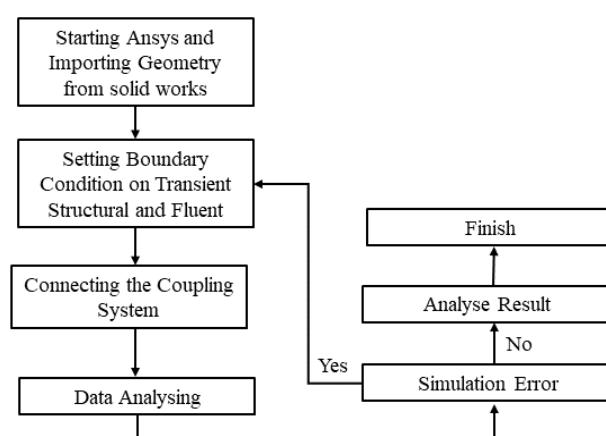 Starting Ansys and
Importing Geometry
from solid works
Setting Boundary
Condition on Transient
Structural and Fluent
Connecting the Coupling
System
Data Analysing
Finish
Analyse Result
No
Yes
Simulation Error